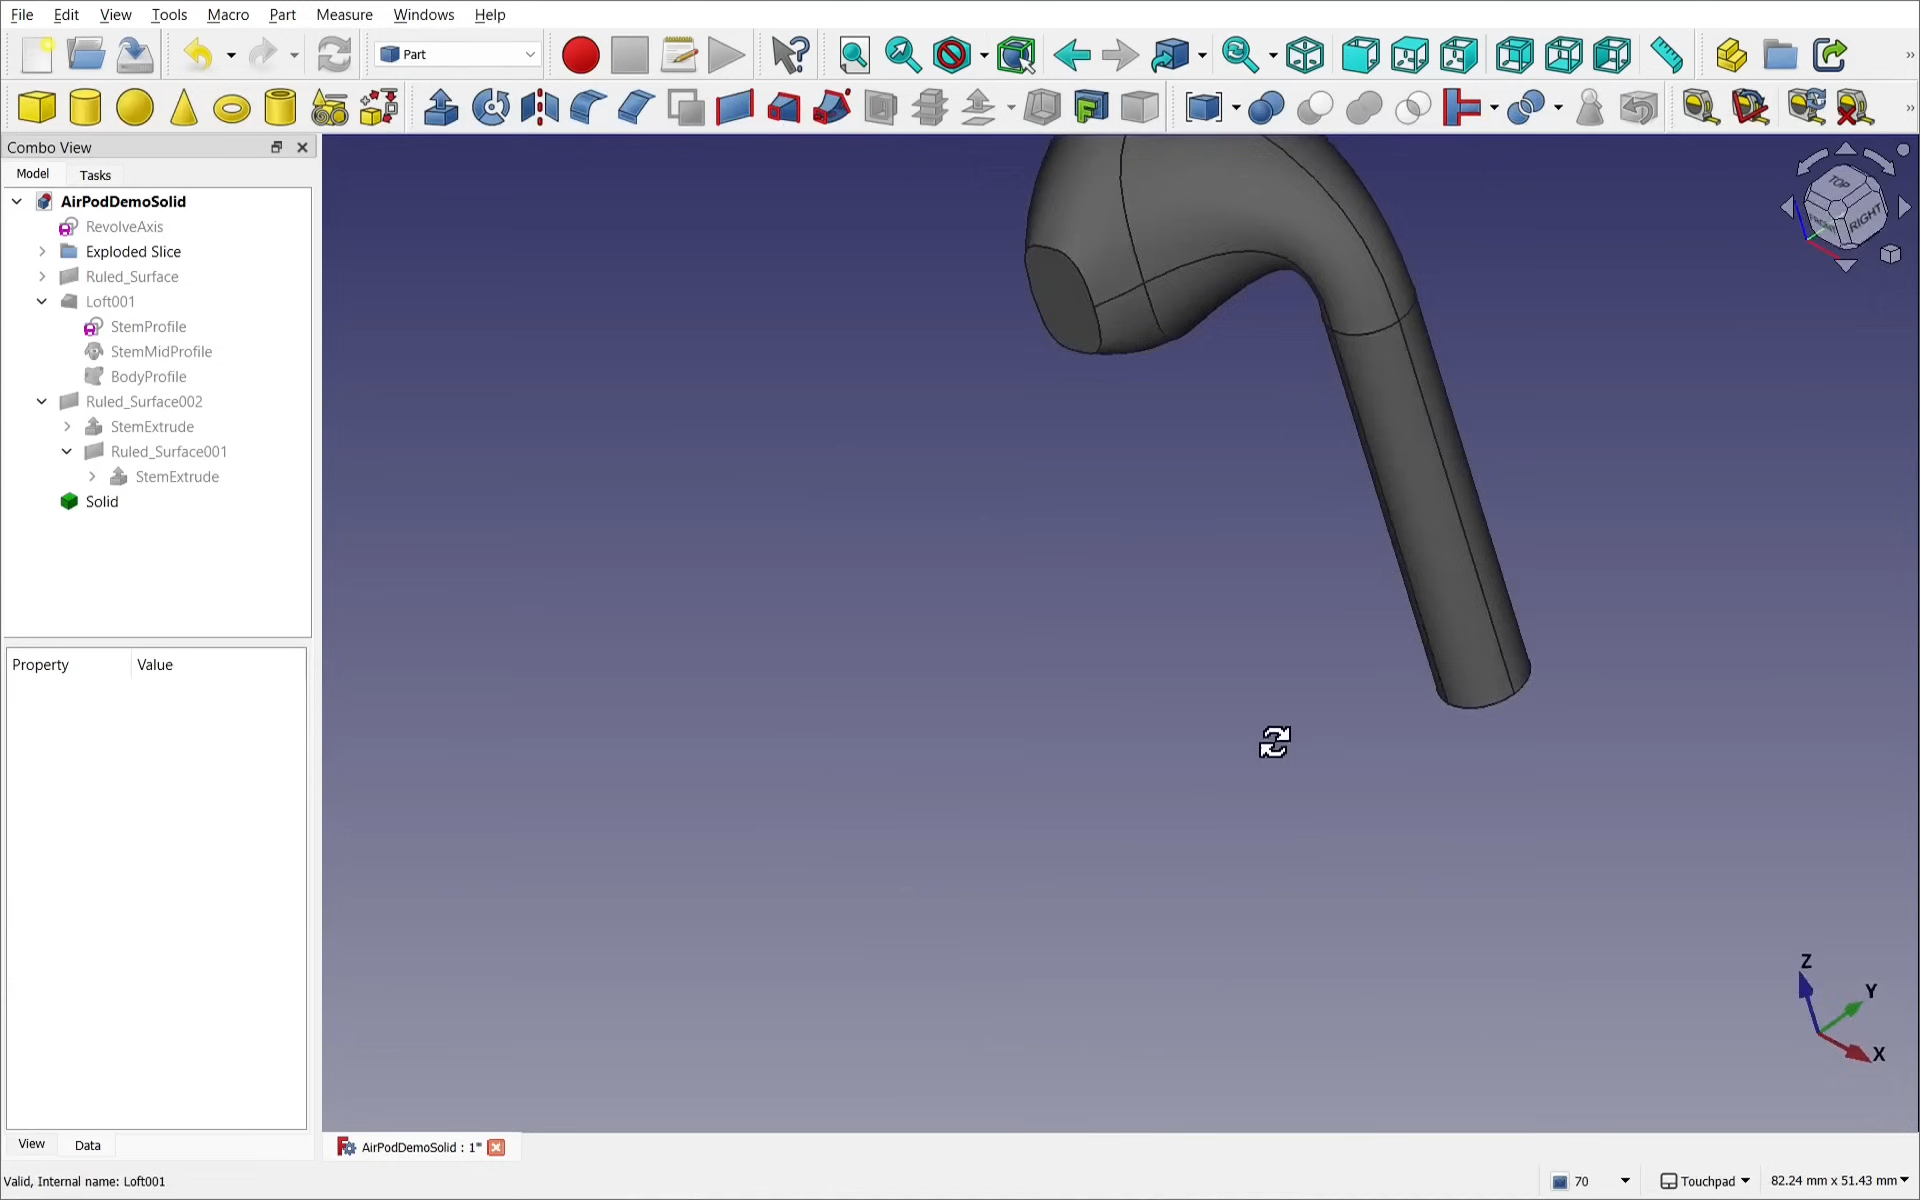 File Edit View Tools Macro Part Measure Windows Help
Part
Combo View
Model Tasks
AirPodDemoSolid
RevolveAxis
Exploded Slice
Ruled_Surface
Loft001
StemProfile
StemMidProfile
BodyProfile
Ruled_Surface002
StemExtrude
Ruled_Surface001
StemExtrude
Solid
Property Value
TOP
RIGHT
Z
Y
X
View Data
AirPodDemoSolid : 1*
Valid, Internal name: Loft001
70 Touchpad 82.24 mm x 51.43 mm